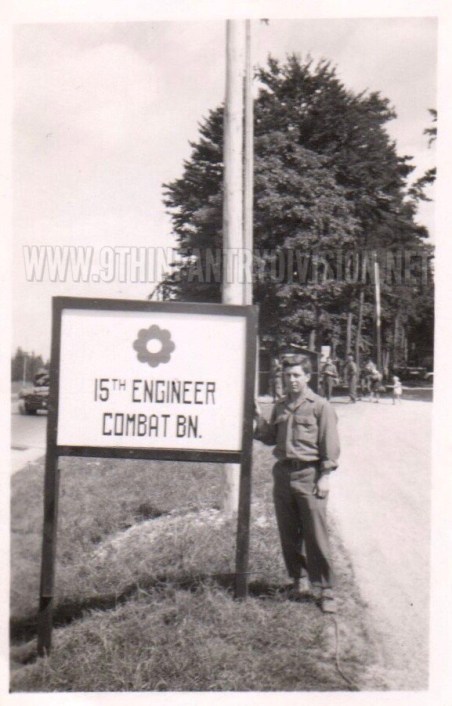 WWW.9THINFANTRYDIVISION.NET
15TH ENGINEER
COMBAT BN.